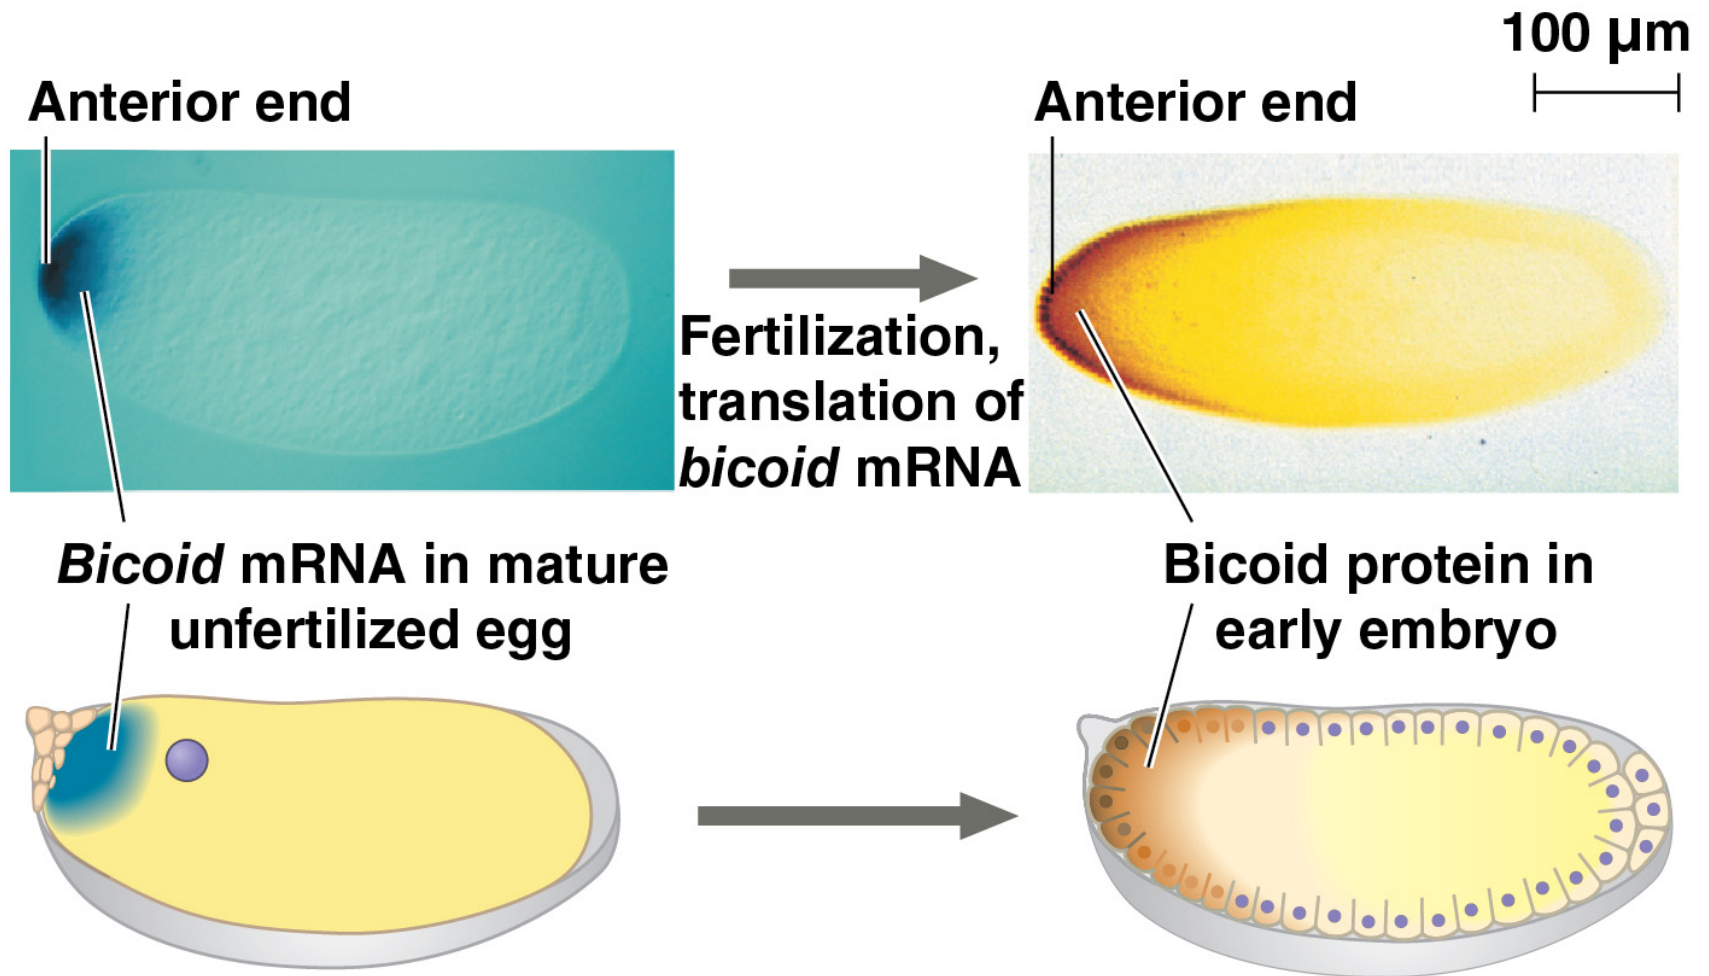 100 µm
Anterior end
Anterior end
Fertilization,
translation of
bicoid mRNA
Bicoid mRNA in mature
unfertilized egg
Bicoid protein in
early embryo